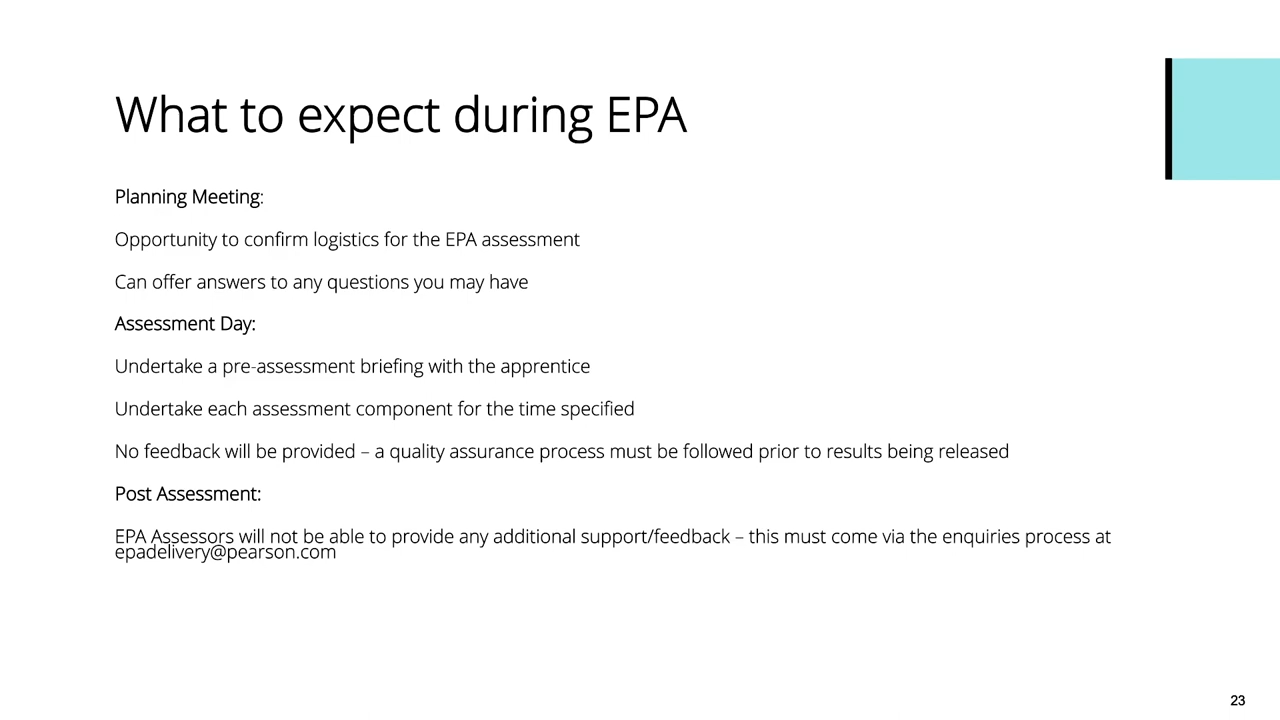 What to expect during EPA
Planning Meeting:
Opportunity to confirm logistics for the EPA assessment
Can offer answers to any questions you may have
Assessment Day:
Undertake a pre-assessment briefing with the apprentice
Undertake each assessment component for the time specified
No feedback will be provided – a quality assurance process must be followed prior to results being released
Post Assessment:
EPA Assessors will not be able to provide any additional support/feedback – this must come via the enquiries process at
epadelivery@pearson.com
23